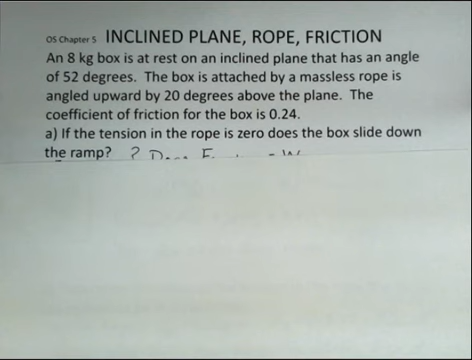 OS Chapter 5 INCLINED PLANE, ROPE, FRICTION
An 8 kg box is at rest on an inclined plane that has an angle
of 52 degrees. The box is attached by a massless rope is
angled upward by 20 degrees above the plane. The
coefficient of friction for the box is 0.24.
a) If the tension in the rope is zero does the box slide down
the ramp? ?